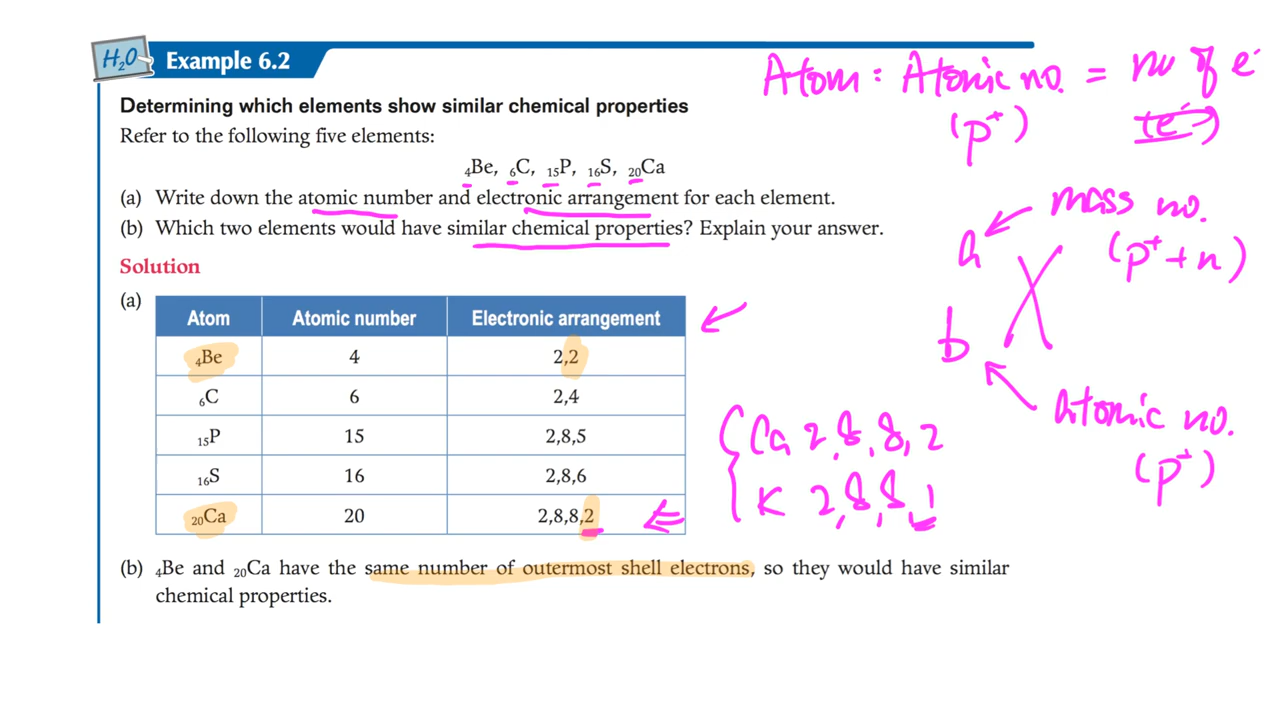 H₂O Example 6.2
Atom : Atomic no. = no of e⁻
(p⁺)
Determining which elements show similar chemical properties
Refer to the following five elements:
₄Be, ₆C, ₁₅P, ₁₆S, ₂₀Ca
(a) Write down the atomic number and electronic arrangement for each element.
(b) Which two elements would have similar chemical properties? Explain your answer.
mass no.
(p⁺ + n)
a
X
b
Atomic no.
(p⁺)
Solution
(a)
Atom Atomic number Electronic arrangement
₄Be 4 2,2
₆C 6 2,4
₁₅P 15 2,8,5
₁₆S 16 2,8,6
₂₀Ca 20 2,8,8,2
Ca 2,8,8,2
K 2,8,8,1
(b) ₄Be and ₂₀Ca have the same number of outermost shell electrons, so they would have similar
chemical properties.